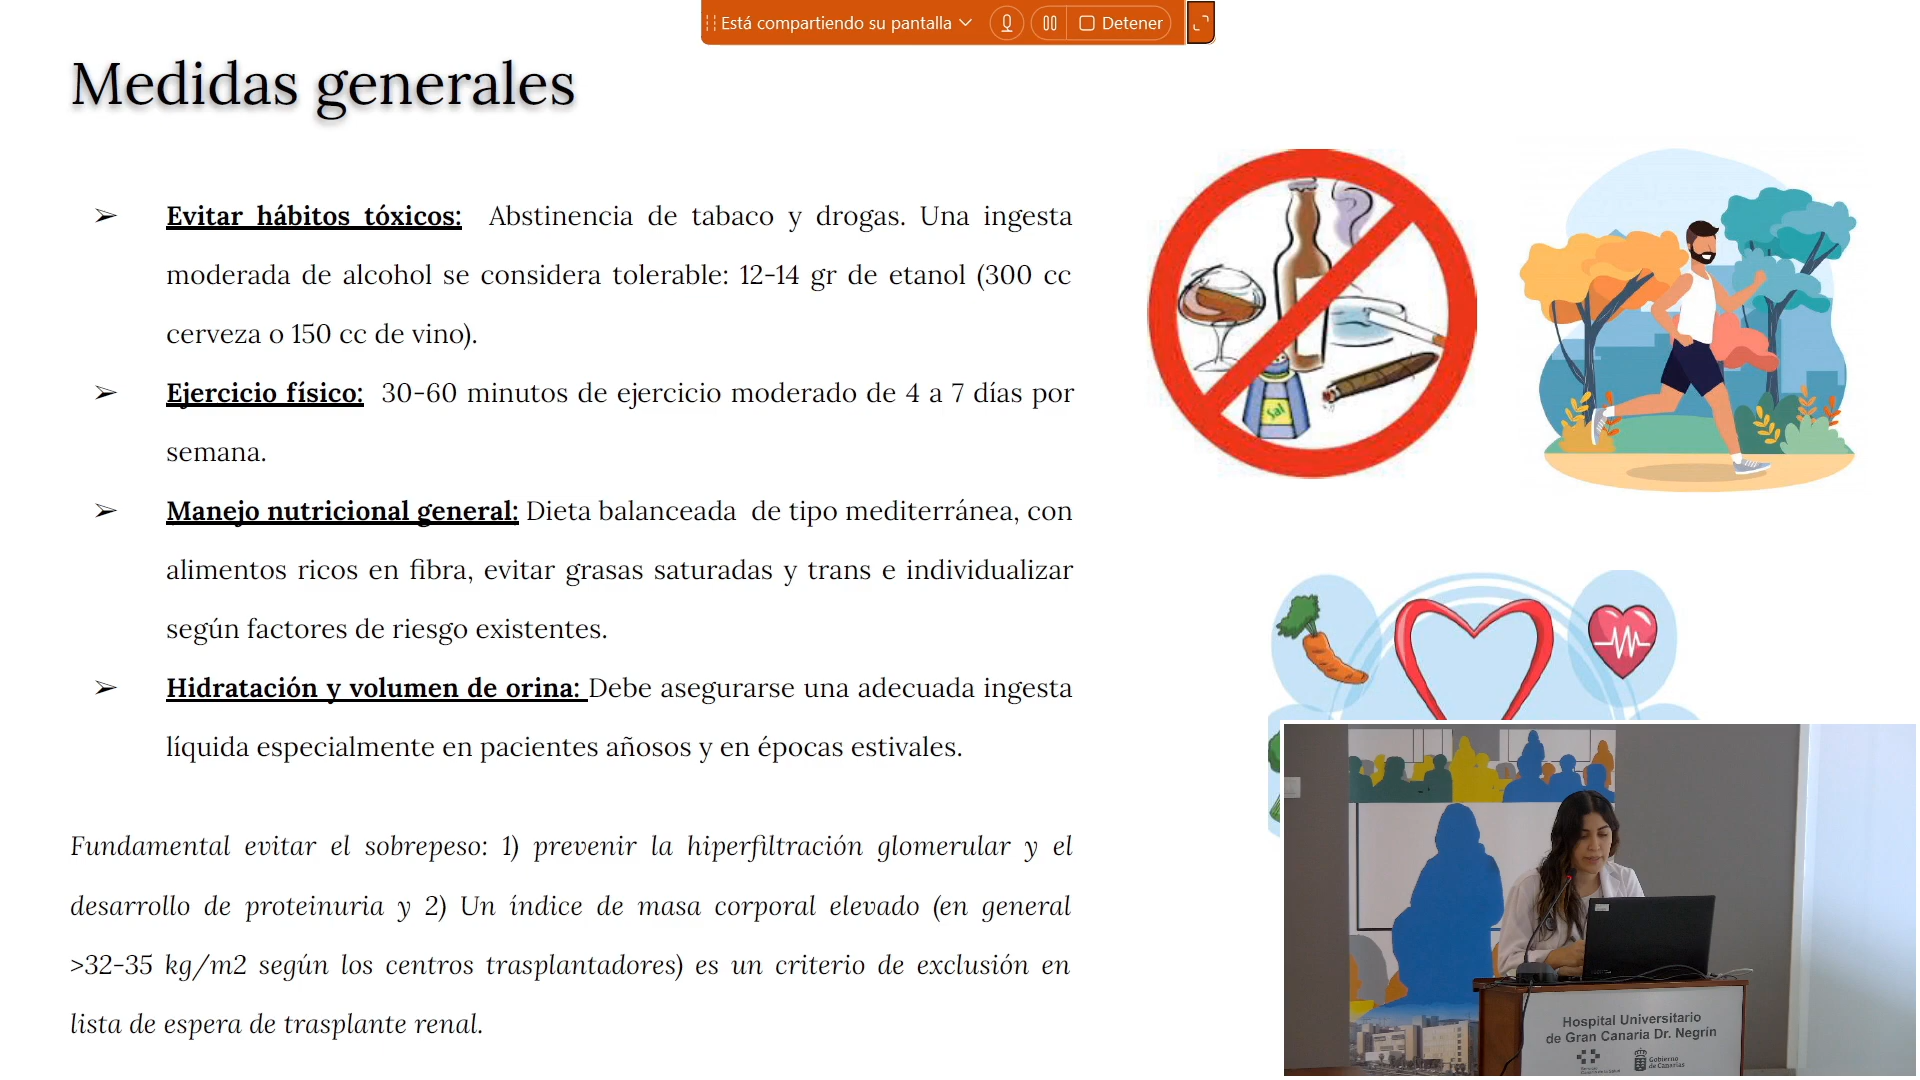 Está compartiendo su pantalla
Detener
Medidas generales
➢ Evitar hábitos tóxicos: Abstinencia de tabaco y drogas. Una ingesta
moderada de alcohol se considera tolerable: 12-14 gr de etanol (300 cc
cerveza o 150 cc de vino).
➢ Ejercicio físico: 30-60 minutos de ejercicio moderado de 4 a 7 días por
semana.
➢ Manejo nutricional general: Dieta balanceada de tipo mediterránea, con
alimentos ricos en fibra, evitar grasas saturadas y trans e individualizar
según factores de riesgo existentes.
➢ Hidratación y volumen de orina: Debe asegurarse una adecuada ingesta
líquida especialmente en pacientes añosos y en épocas estivales.
Fundamental evitar el sobrepeso: 1) prevenir la hiperfiltración glomerular y el
desarrollo de proteinuria y 2) Un índice de masa corporal elevado (en general
>32-35 kg/m2 según los centros trasplantadores) es un criterio de exclusión en
lista de espera de trasplante renal.
Sal
Hospital Universitario
de Gran Canaria Dr. Negrín
Gobierno
de Canarias